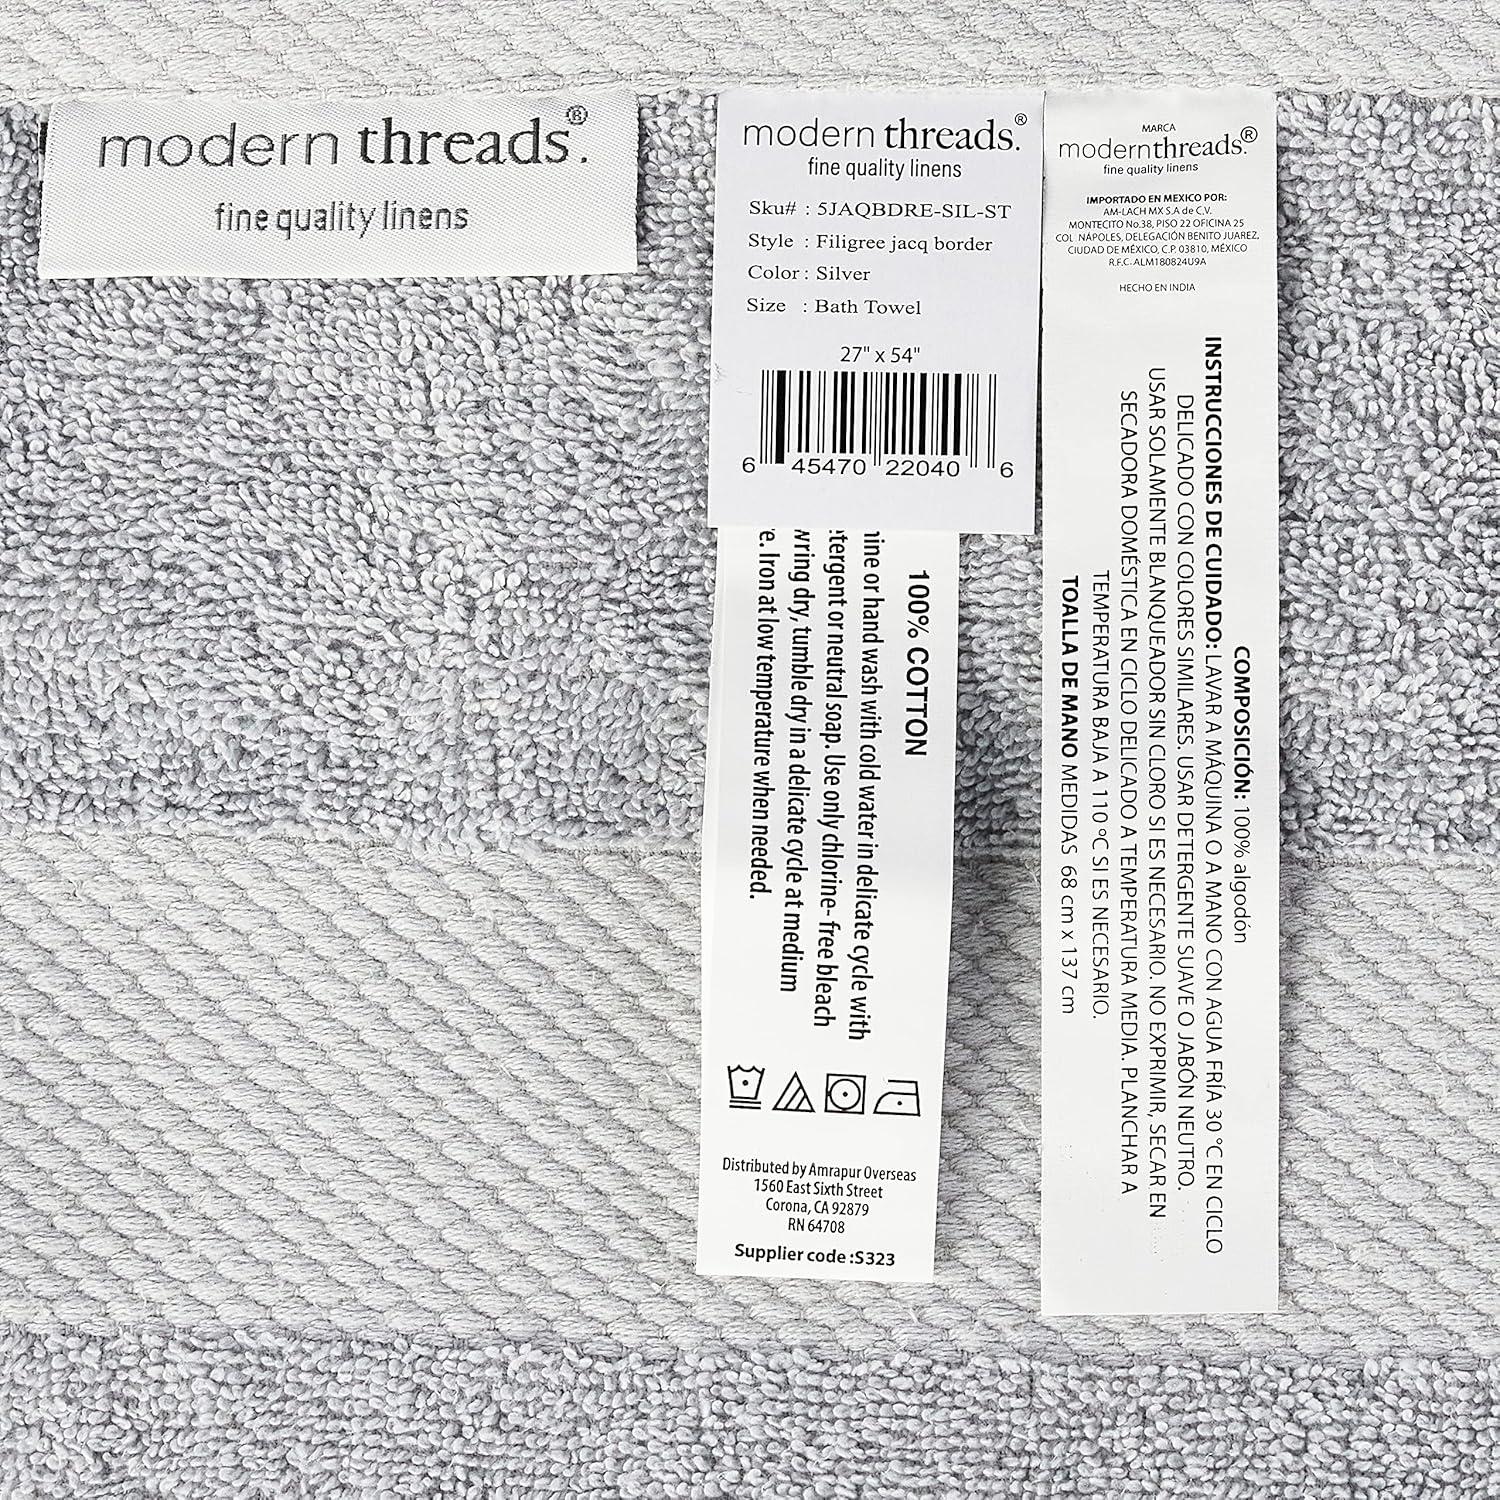 modern threads®.
fine quality linens
modern threads.®
fine quality linens
Sku# : 5JAQBDRE-SIL-ST
Style : Filigree jacq border
Color : Silver
Size : Bath Towel
27" x 54"
6 45470 22040 6
100% COTTON
or hand wash with cold water in delicate cycle with
or neutral soap. Use only chlorine- free bleach
dry, tumble dry in a delicate cycle at medium
Iron at low temperature when needed.
Distributed by Amrapur Overseas
1560 East Sixth Street
Corona, CA 92879
RN 64708
Supplier code :S323
MARCA
modernthreads.®
fine quality linens
IMPORTADO EN MEXICO POR:
AM-LACH MX S.A de C.V.
MONTECITO No.38, PISO 22 OFICINA 25
COL. NÁPOLES, DELEGACIÓN BENITO JUAREZ,
CIUDAD DE MÉXICO, C.P. 03810, MÉXICO
R.F.C. ALM180824U9A
HECHO EN INDIA
COMPOSICIÓN: 100% algodón
INSTRUCCIONES DE CUIDADO: LAVAR A MÁQUINA O A MANO CON AGUA FRÍA 30 °C EN CICLO
DELICADO CON COLORES SIMILARES. USAR DETERGENTE SUAVE O JABÓN NEUTRO.
USAR SOLAMENTE BLANQUEADOR SIN CLORO SI ES NECESARIO. NO EXPRIMIR, SECAR EN
SECADORA DOMÉSTICA EN CICLO DELICADO A TEMPERATURA MEDIA. PLANCHAR A
TEMPERATURA BAJA A 110 °C SI ES NECESARIO.
TOALLA DE MANO MEDIDAS 68 cm x 137 cm